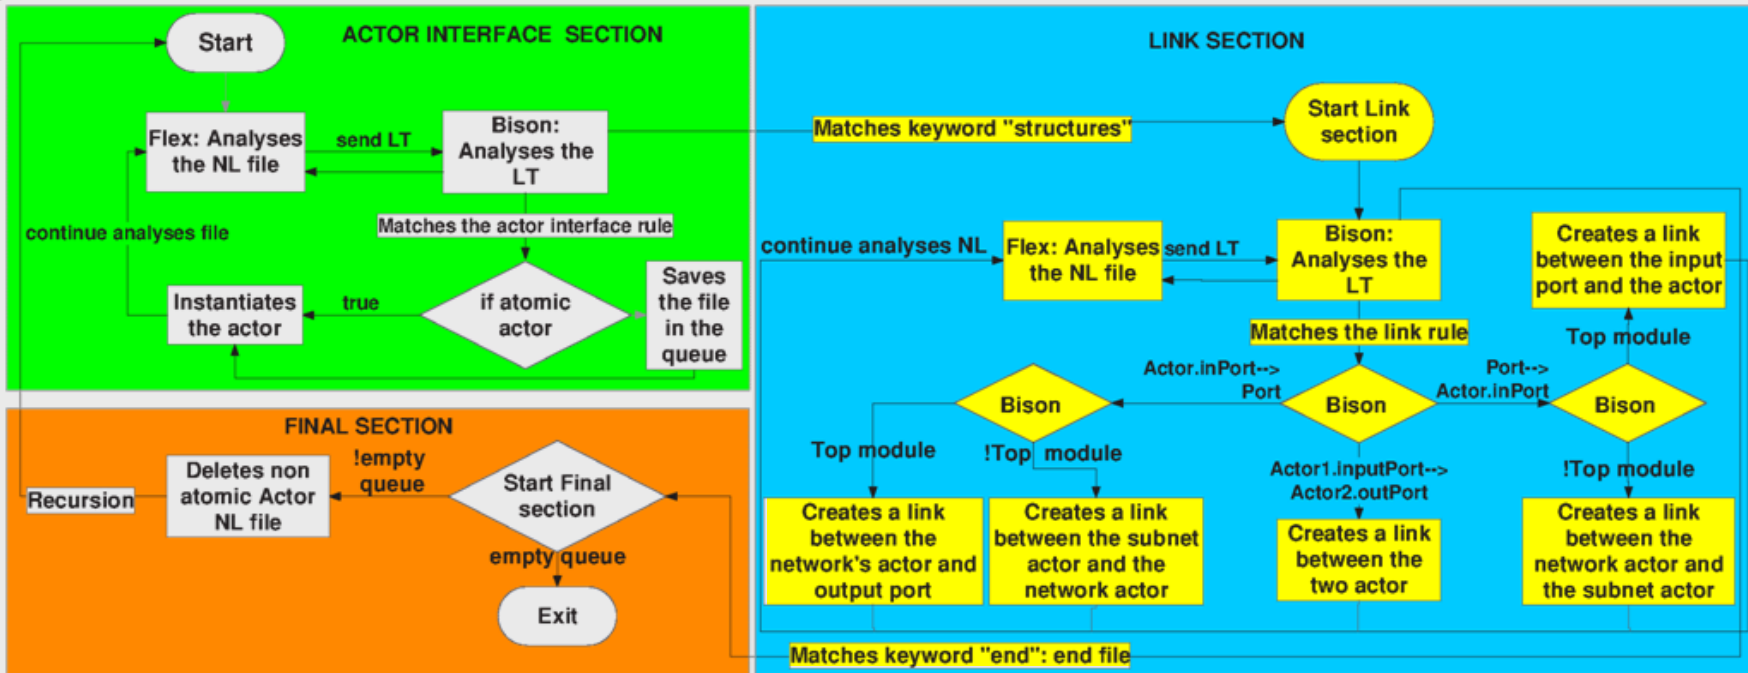 ACTOR INTERFACE SECTION
Start
Flex: Analyses
the NL file
send LT
Bison:
Analyses the
LT
Matches the actor interface rule
continue analyses file
Instantiates
the actor
true
if atomic
actor
Saves
the file
in the
queue
FINAL SECTION
Recursion
Deletes non
atomic Actor
NL file
!empty
queue
Start Final
section
empty queue
Exit
LINK SECTION
Matches keyword "structures"
Start Link
section
continue analyses NL
Flex: Analyses
the NL file
send LT
Bison:
Analyses the
LT
Creates a link
between the input
port and the actor
Matches the link rule
Top module
Actor.inPort-->
Port
Port-->
Actor.inPort
Bison
Bison
Bison
Top module
!Top module
Actor1.inputPort-->
Actor2.outPort
!Top module
Creates a link
between the
network's actor and
output port
Creates a link
between the subnet
actor and the
network actor
Creates a link
between the
two actor
Creates a link
between the
network actor and
the subnet actor
Matches keyword "end": end file